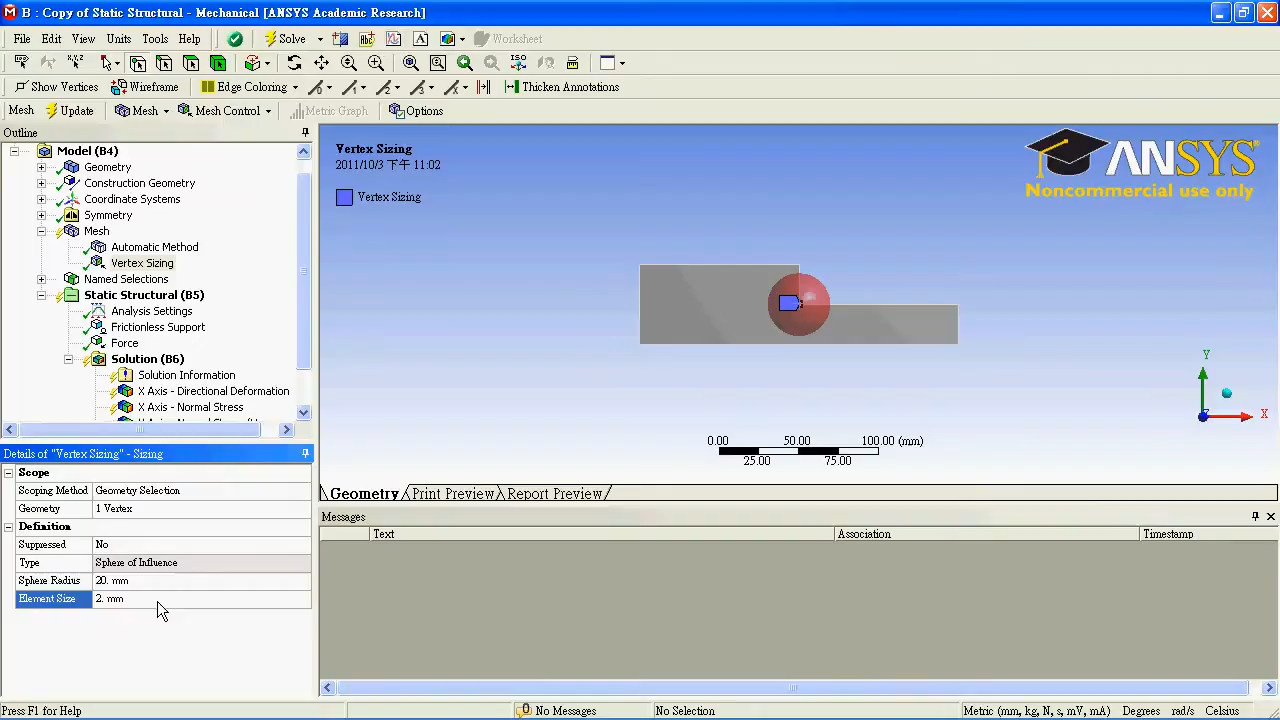 B : Copy of Static Structural - Mechanical [ANSYS Academic Research]
File Edit View Units Tools Help Solve Worksheet
Show Vertices Wireframe Edge Coloring Thicken Annotations
Mesh Update Mesh Mesh Control Metric Graph Options
Outline
Model (B4)
Geometry
Construction Geometry
Coordinate Systems
Symmetry
Mesh
Automatic Method
Vertex Sizing
Named Selections
Static Structural (B5)
Analysis Settings
Frictionless Support
Force
Solution (B6)
Solution Information
X Axis - Directional Deformation
X Axis - Normal Stress
Details of "Vertex Sizing" - Sizing
Scope
Scoping Method Geometry Selection
Geometry 1 Vertex
Definition
Suppressed No
Type Sphere of Influence
Sphere Radius 20. mm
Element Size 2. mm
Vertex Sizing
2011/10/3 下午 11:02
Vertex Sizing
ANSYS
Noncommercial use only
Y
X
0.00 50.00 100.00 (mm)
25.00 75.00
Geometry Print Preview Report Preview
Messages
Text Association Timestamp
Press F1 for Help 0 No Messages No Selection Metric (mm, kg, N, s, mV, mA) Degrees rad/s Celsius